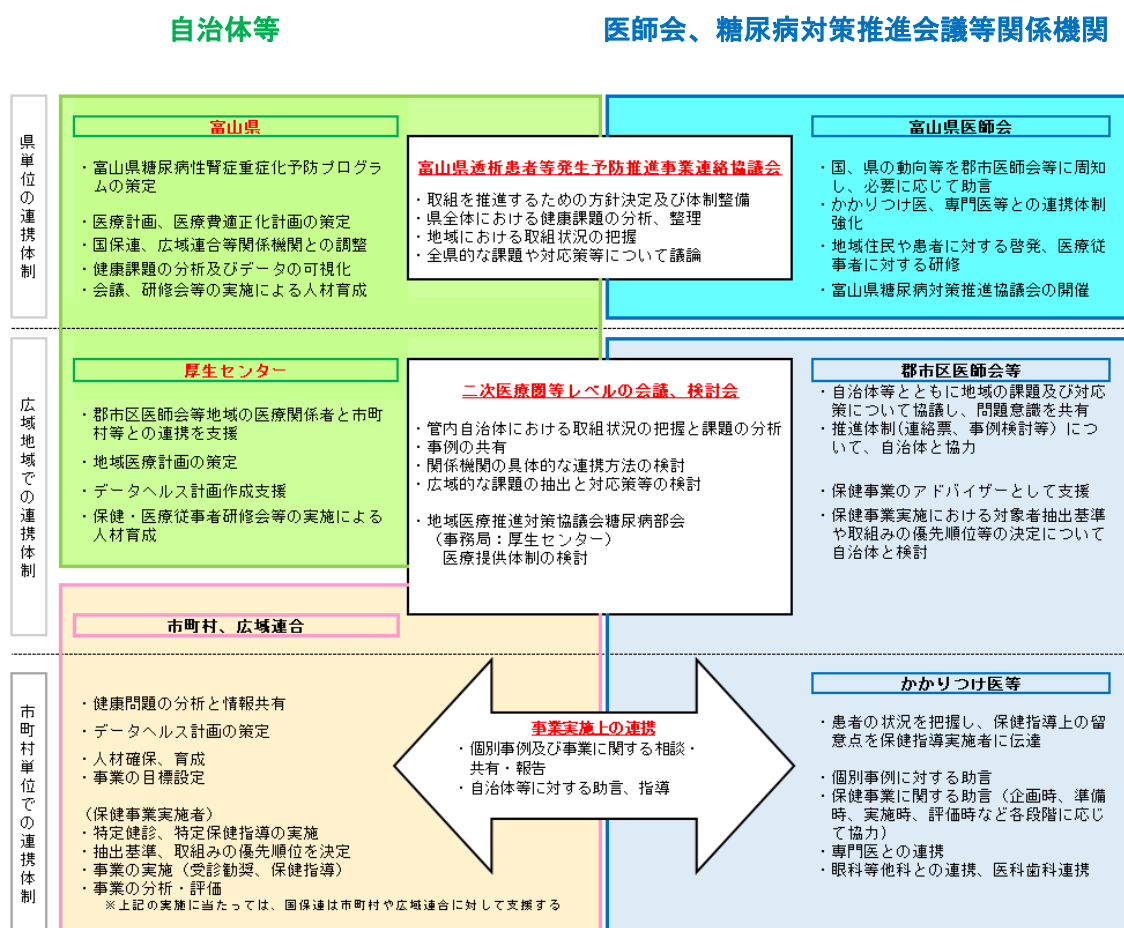 自治体等
医師会、糖尿病対策推進会議等関係機関
県単位の連携体制
富山県
・富山県糖尿病性腎症重症化予防プログラ
ムの策定
・医療計画、医療費適正化計画の策定
・国保連、広域連合等関係機関との調整
・健康課題の分析及びデータの可視化
・会議、研修会等の実施による人材育成
富山県透析患者等発生予防推進事業連絡協議会
・取組を推進するための方針決定及び体制整備
・県全体における健康課題の分析、整理
・地域における取組状況の把握
・全県的な課題や対応策等について議論
富山県医師会
・国、県の動向等を郡市医師会等に周知
し、必要に応じて助言
・かかりつけ医、専門医等との連携体制
強化
・地域住民や患者に対する啓発、医療従
事者に対する研修
・富山県糖尿病対策推進協議会の開催
広域地域での連携体制
厚生センター
・郡市区医師会等地域の医療関係者と市町
村等との連携を支援
・地域医療計画の策定
・データヘルス計画作成支援
・保健・医療従事者研修会等の実施による
人材育成
二次医療圏等レベルの会議、検討会
・管内自治体における取組状況の把握と課題の分析
・事例の共有
・関係機関の具体的な連携方法の検討
・広域的な課題の抽出と対応策等の検討
・地域医療推進対策協議会糖尿病部会
（事務局：厚生センター）
医療提供体制の検討
郡市区医師会等
・自治体等とともに地域の課題及び対応
策について協議し、問題意識を共有
・推進体制(連絡票、事例検討等）につ
いて、自治体と協力
・保健事業のアドバイザーとして支援
・保健事業実施における対象者抽出基準
や取組みの優先順位等の決定について
自治体と検討
市町村、広域連合
市町村単位での連携体制
・健康問題の分析と情報共有
・データヘルス計画の策定
・人材確保、育成
・事業の目標設定
（保健事業実施者）
・特定健診、特定保健指導の実施
・抽出基準、取組みの優先順位を決定
・事業の実施（受診勧奨、保健指導）
・事業の分析・評価
※上記の実施に当たっては、国保連は市町村や広域連合に対して支援する
事業実施上の連携
・個別事例及び事業に関する相談・
共有・報告
・自治体等に対する助言、指導
かかりつけ医等
・患者の状況を把握し、保健指導上の留
意点を保健指導実施者に伝達
・個別事例に対する助言
・保健事業に関する助言（企画時、準備
時、実施時、評価時など各段階に応じ
て協力）
・専門医との連携
・眼科等他科との連携、医科歯科連携